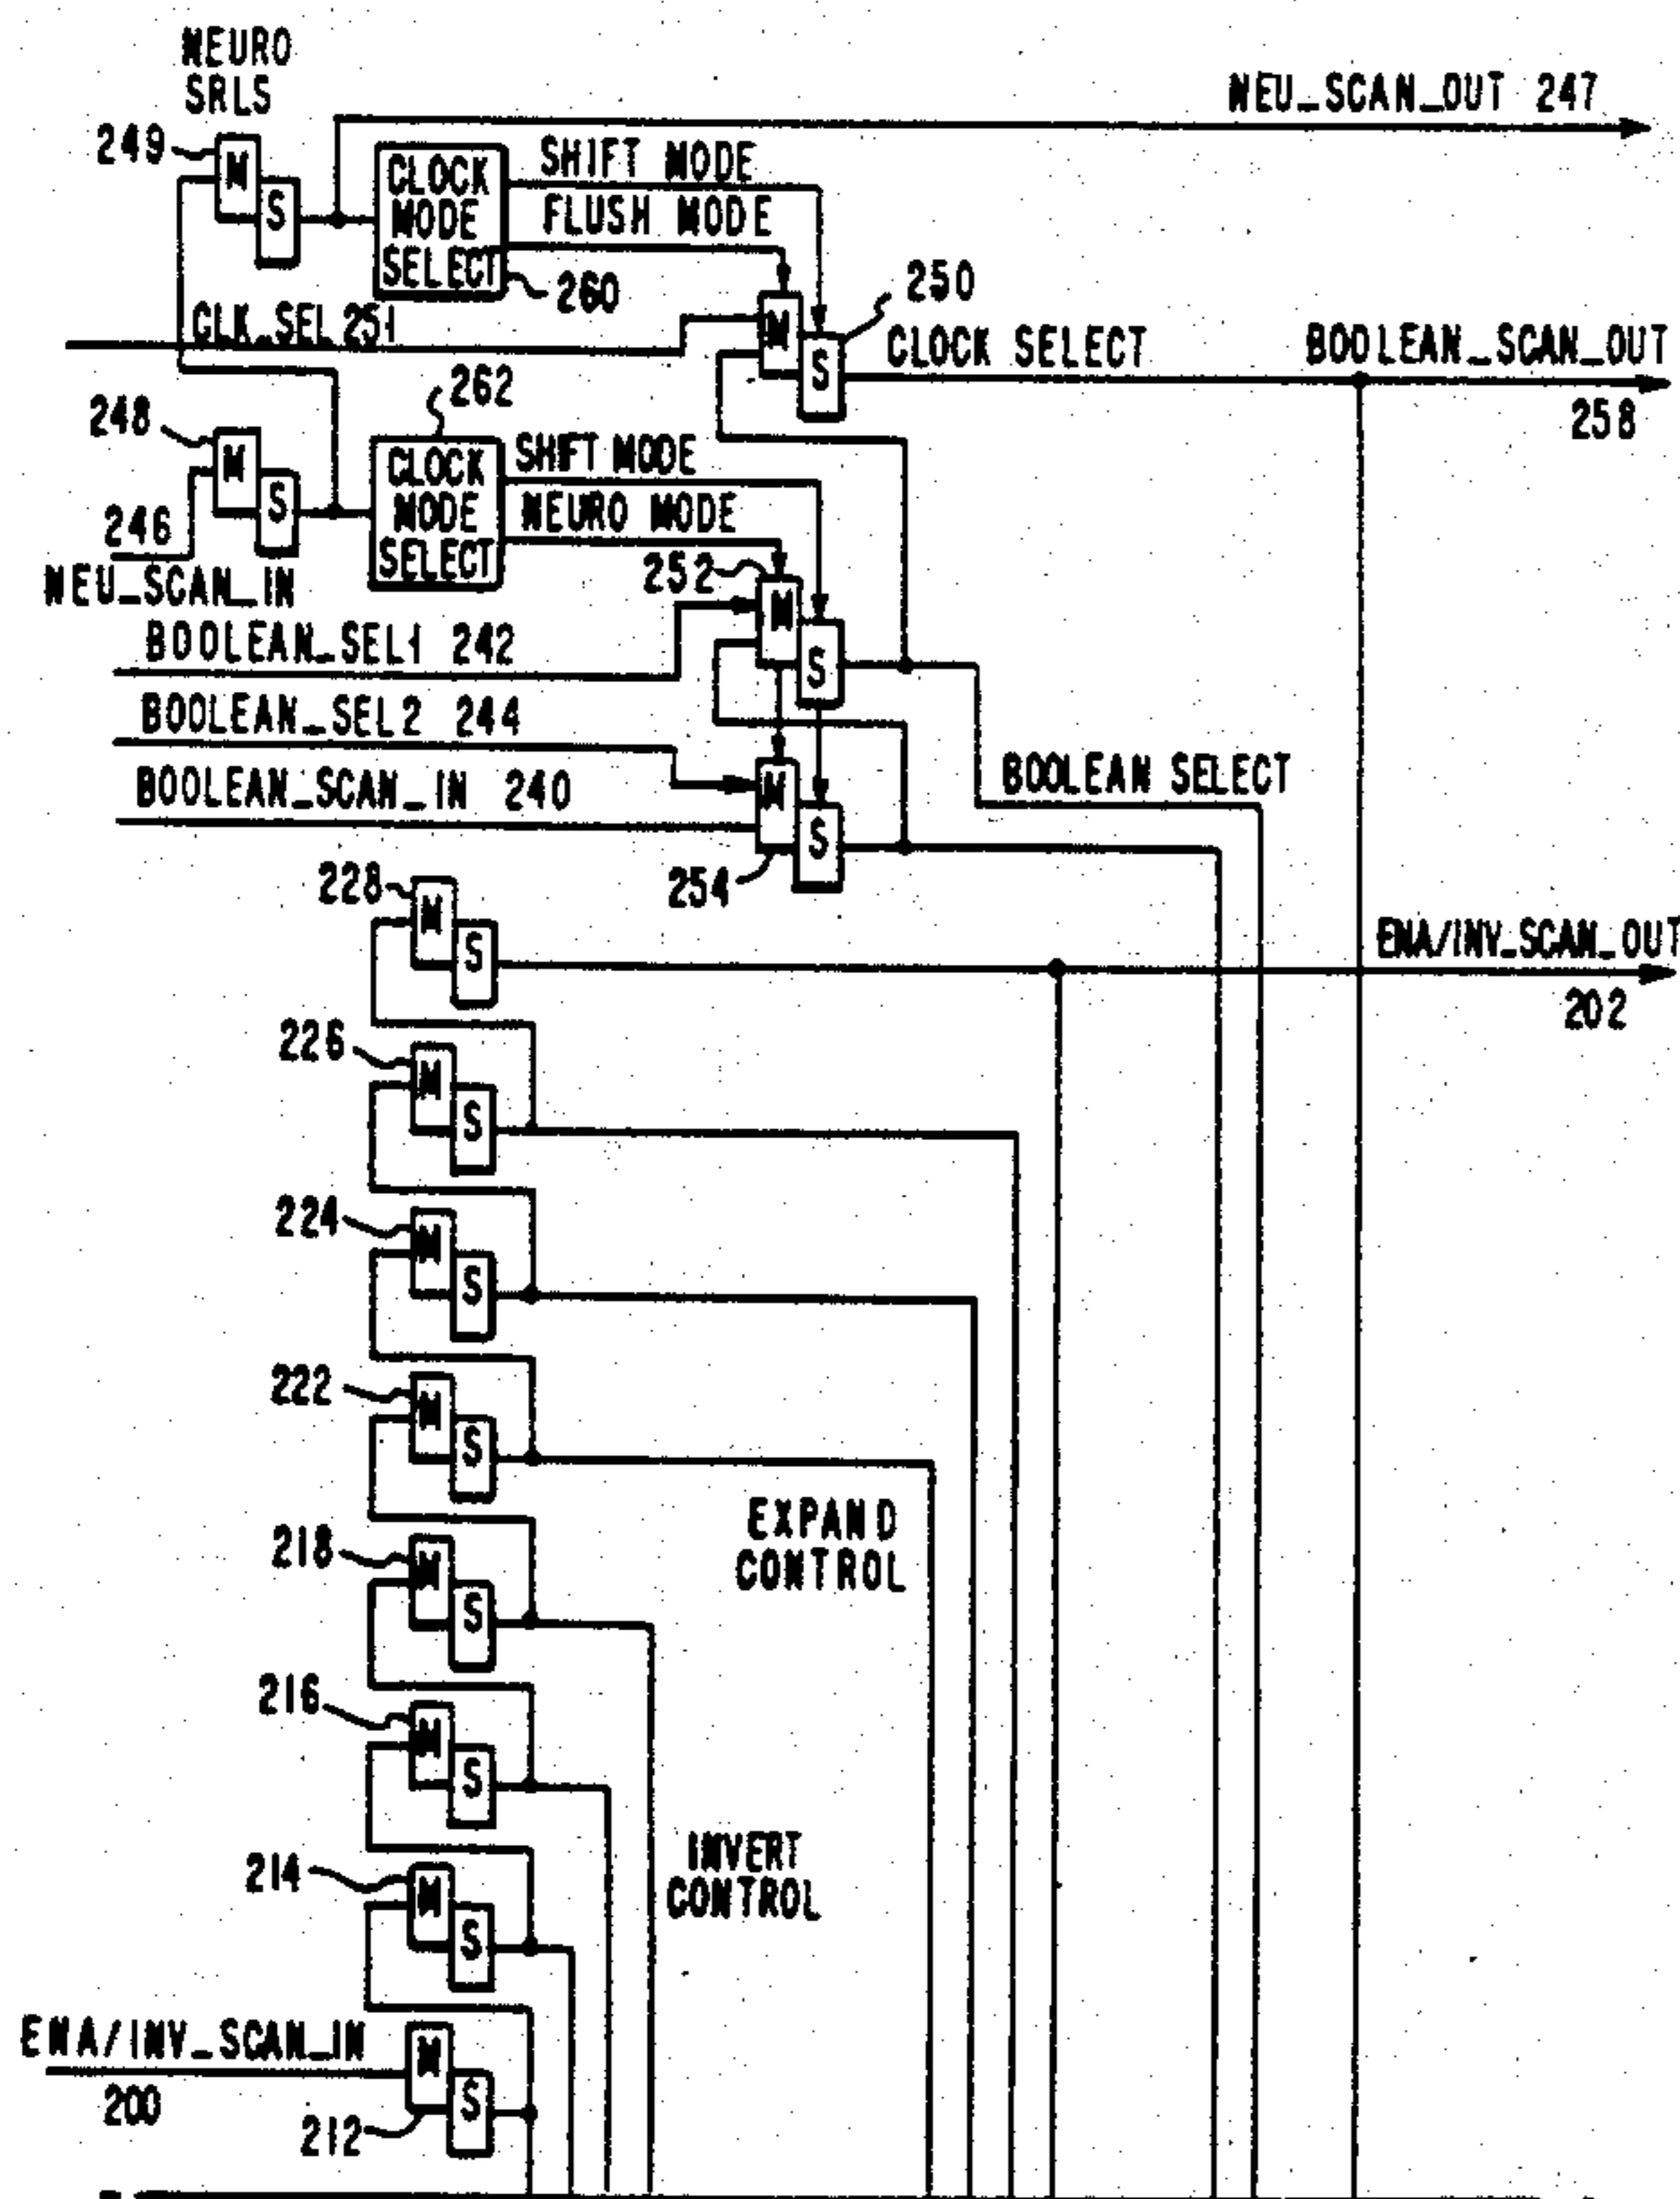 NEURO
SRLS
NEU_SCAN_OUT 247
249
M
S
CLOCK
MODE
SELECT
SHIFT MODE
FLUSH MODE
260
250
CLK_SEL 251
M
S
CLOCK SELECT
BOOLEAN_SCAN_OUT
258
262
248
M
S
CLOCK
MODE
SELECT
SHIFT MODE
NEURO MODE
246
NEU_SCAN_IN
252
M
S
BOOLEAN_SEL1 242
BOOLEAN_SEL2 244
BOOLEAN_SCAN_IN 240
M
S
254
BOOLEAN SELECT
228
M
S
ENA/INV_SCAN_OUT
202
226
M
S
224
M
S
222
M
S
EXPAND
CONTROL
218
M
S
216
M
S
INVERT
CONTROL
214
M
S
ENA/INV_SCAN_IN
200
M
S
212